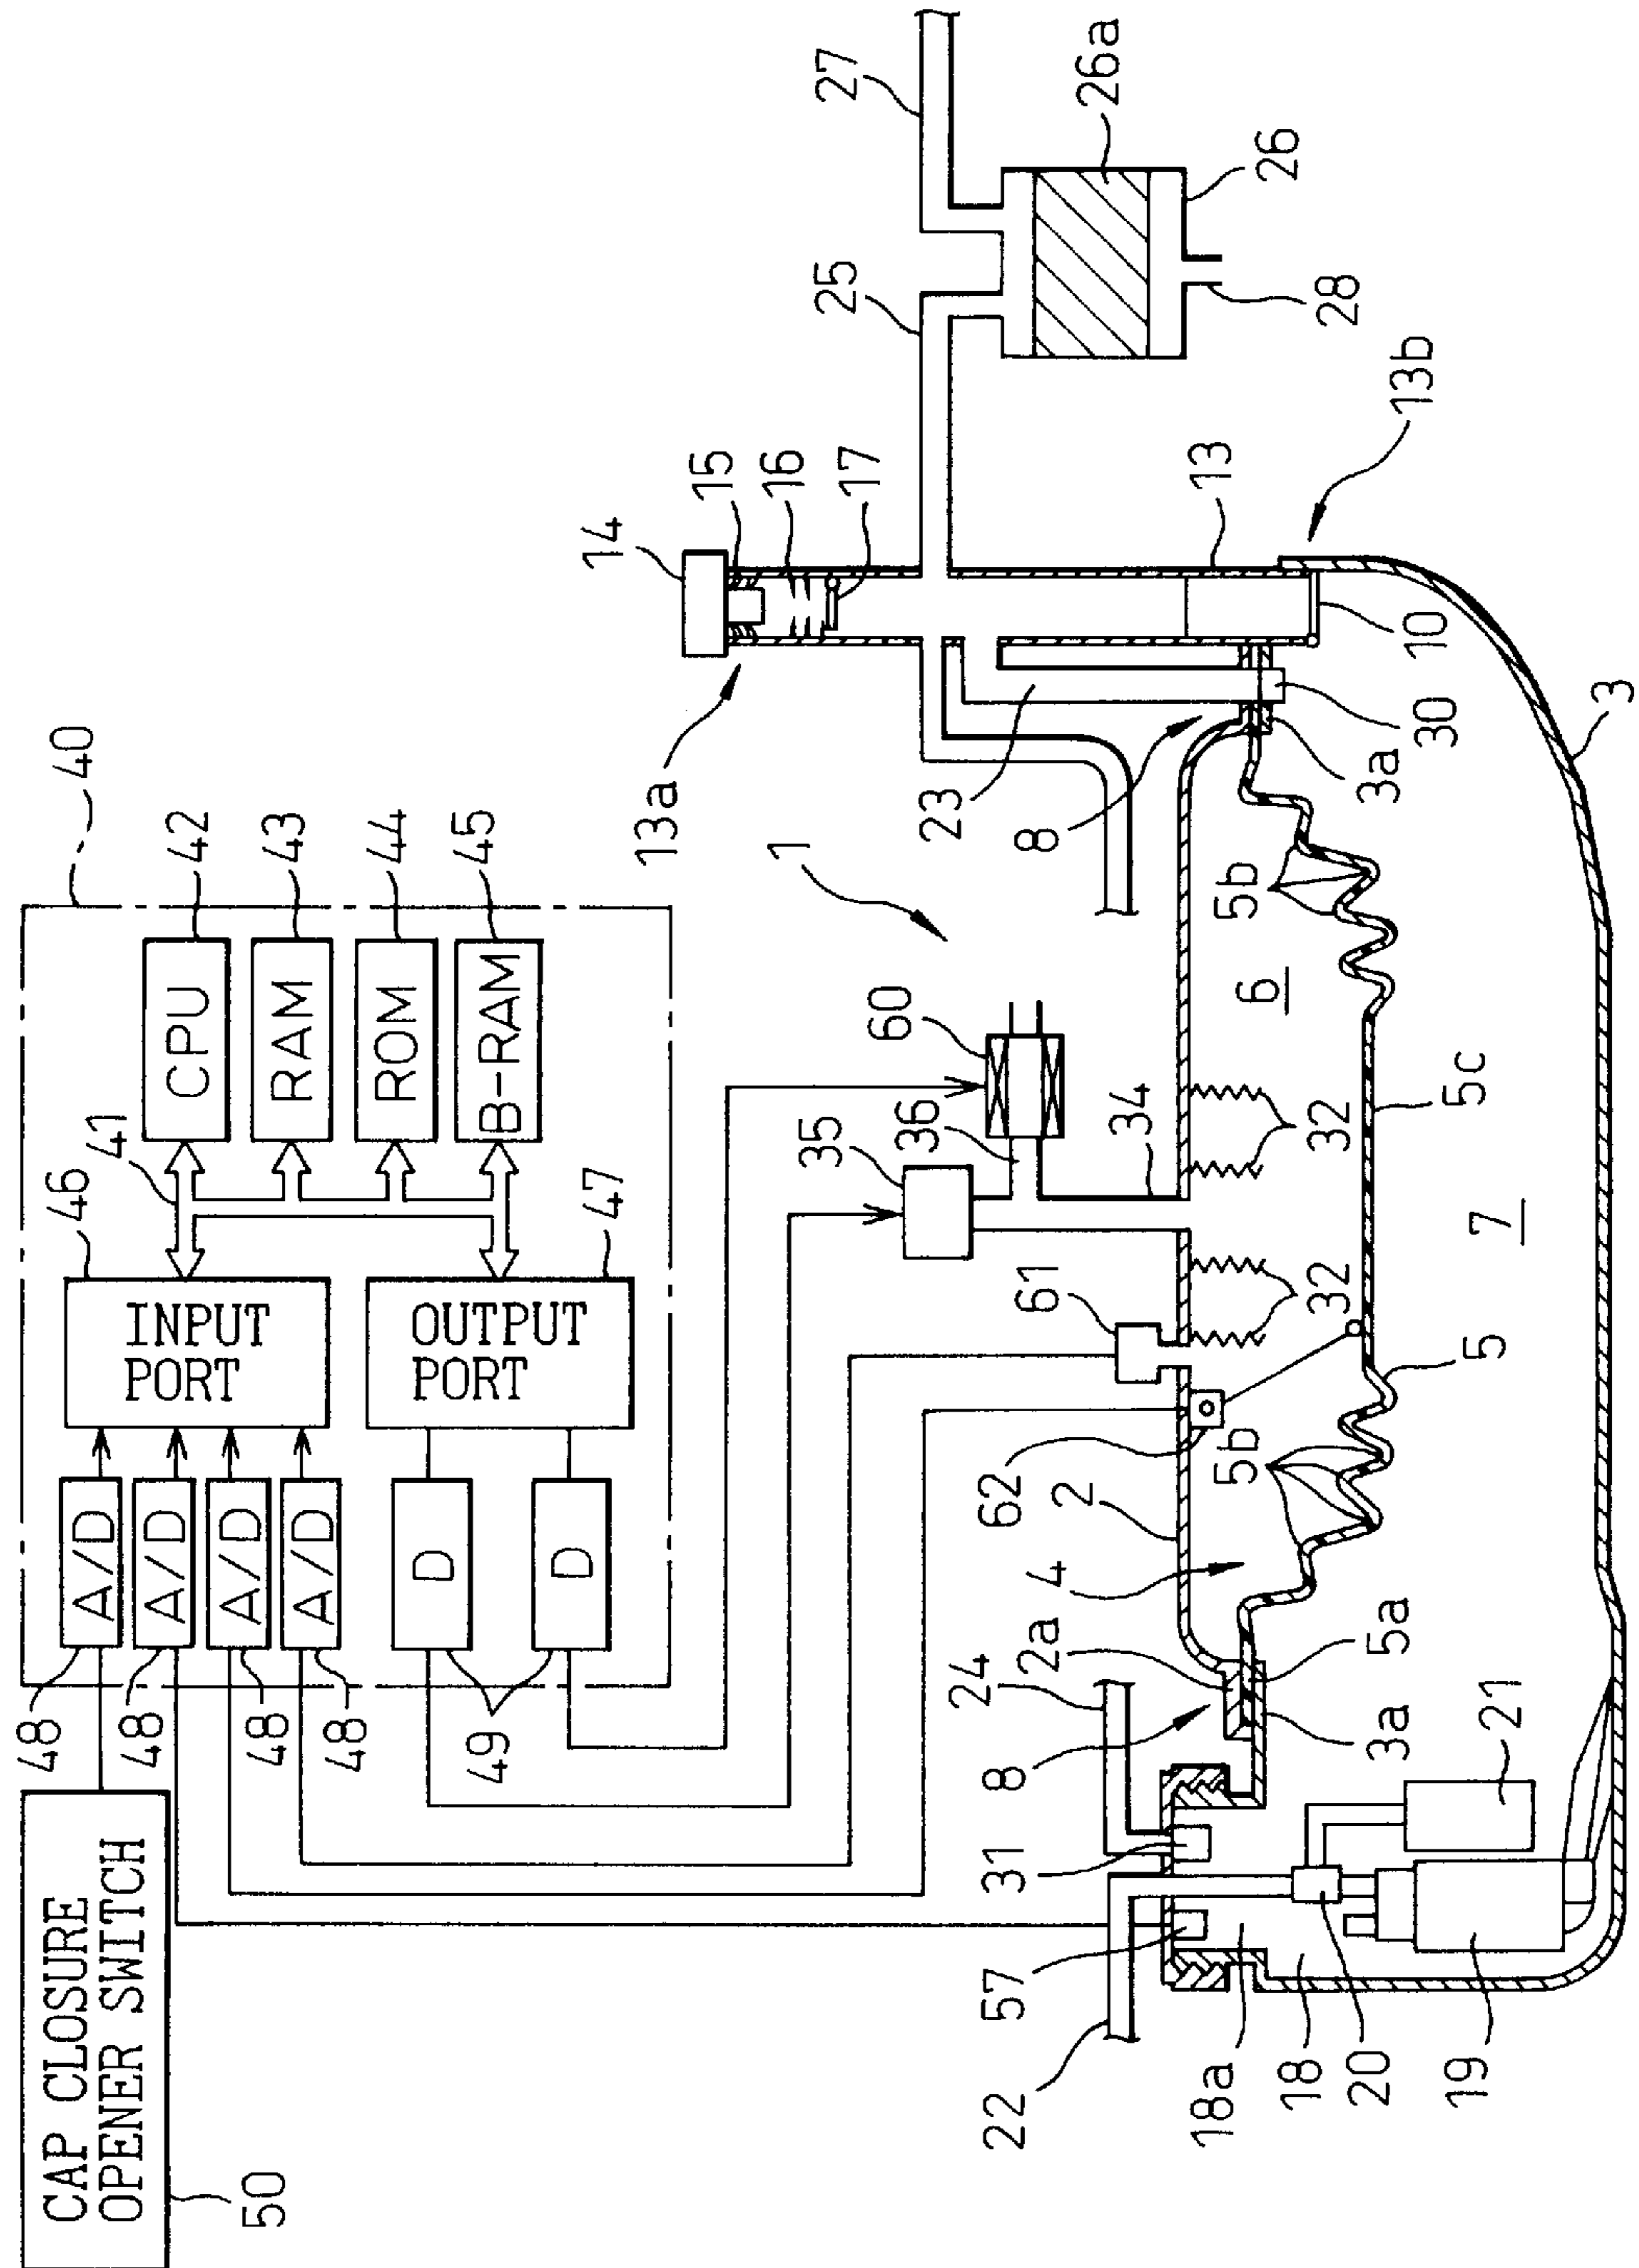 CAP CLOSURE
OPENER SWITCH
50
48
48
48
48
A/D
A/D
A/D
A/D
46
INPUT
PORT
41
40
CPU
42
RAM
43
ROM
44
B-RAM
45
D
D
49
OUTPUT
PORT
47
35
60
36
61
34
1
13a
14
15
16
17
25
27
26a
26
28
13
13b
10
23
8
3a
30
3
22
57
31
24
8
2a
4
2
62
5b
32
32
6
5b
18a
18
20
19
21
3a
5a
5
7
5c